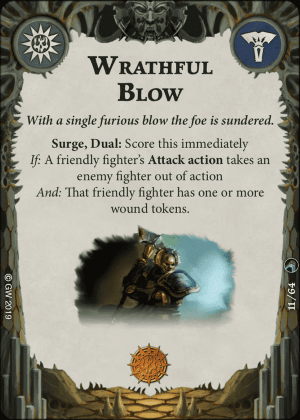 WRATHFUL
BLOW
With a single furious blow the foe is sundered.
Surge, Dual: Score this immediately
If: A friendly fighter's Attack action takes an
enemy fighter out of action
And: That friendly fighter has one or more
wound tokens.
© GW 2019
11/64